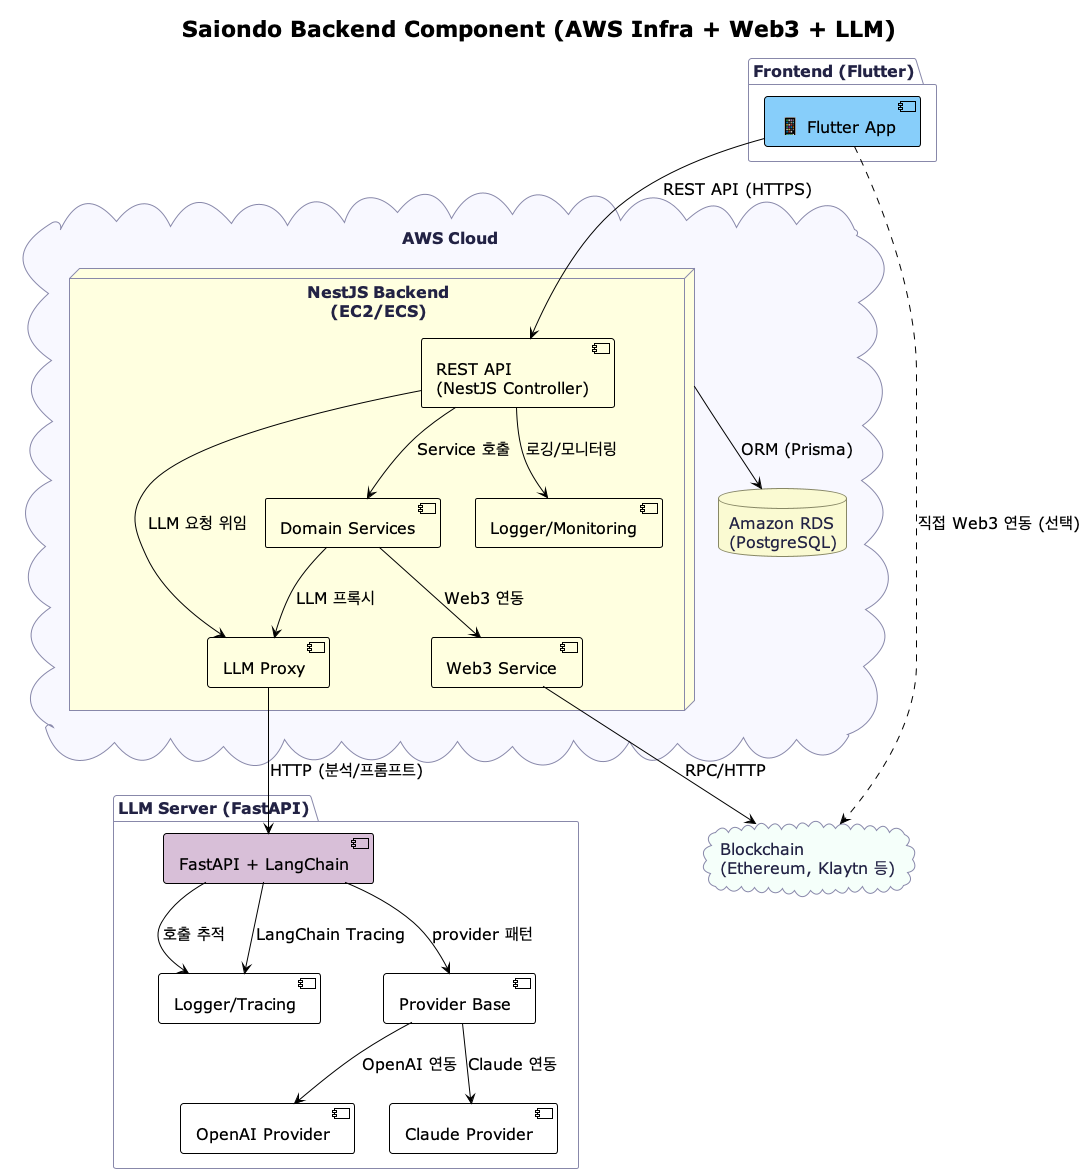 Saiondo Backend Component (AWS Infra + Web3 + LLM)
Frontend (Flutter)
Flutter App
REST API (HTTPS)
AWS Cloud
NestJS Backend
(EC2/ECS)
REST API
(NestJS Controller)
Service 호출
로깅/모니터링
ORM (Prisma)
LLM 요청 위임
Domain Services
Logger/Monitoring
Amazon RDS
(PostgreSQL)
직접 Web3 연동 (선택)
LLM 프록시
Web3 연동
LLM Proxy
Web3 Service
HTTP (분석/프롬프트)
RPC/HTTP
LLM Server (FastAPI)
FastAPI + LangChain
Blockchain
(Ethereum, Klaytn 등)
호출 추적
LangChain Tracing
provider 패턴
Logger/Tracing
Provider Base
OpenAI 연동
Claude 연동
OpenAI Provider
Claude Provider